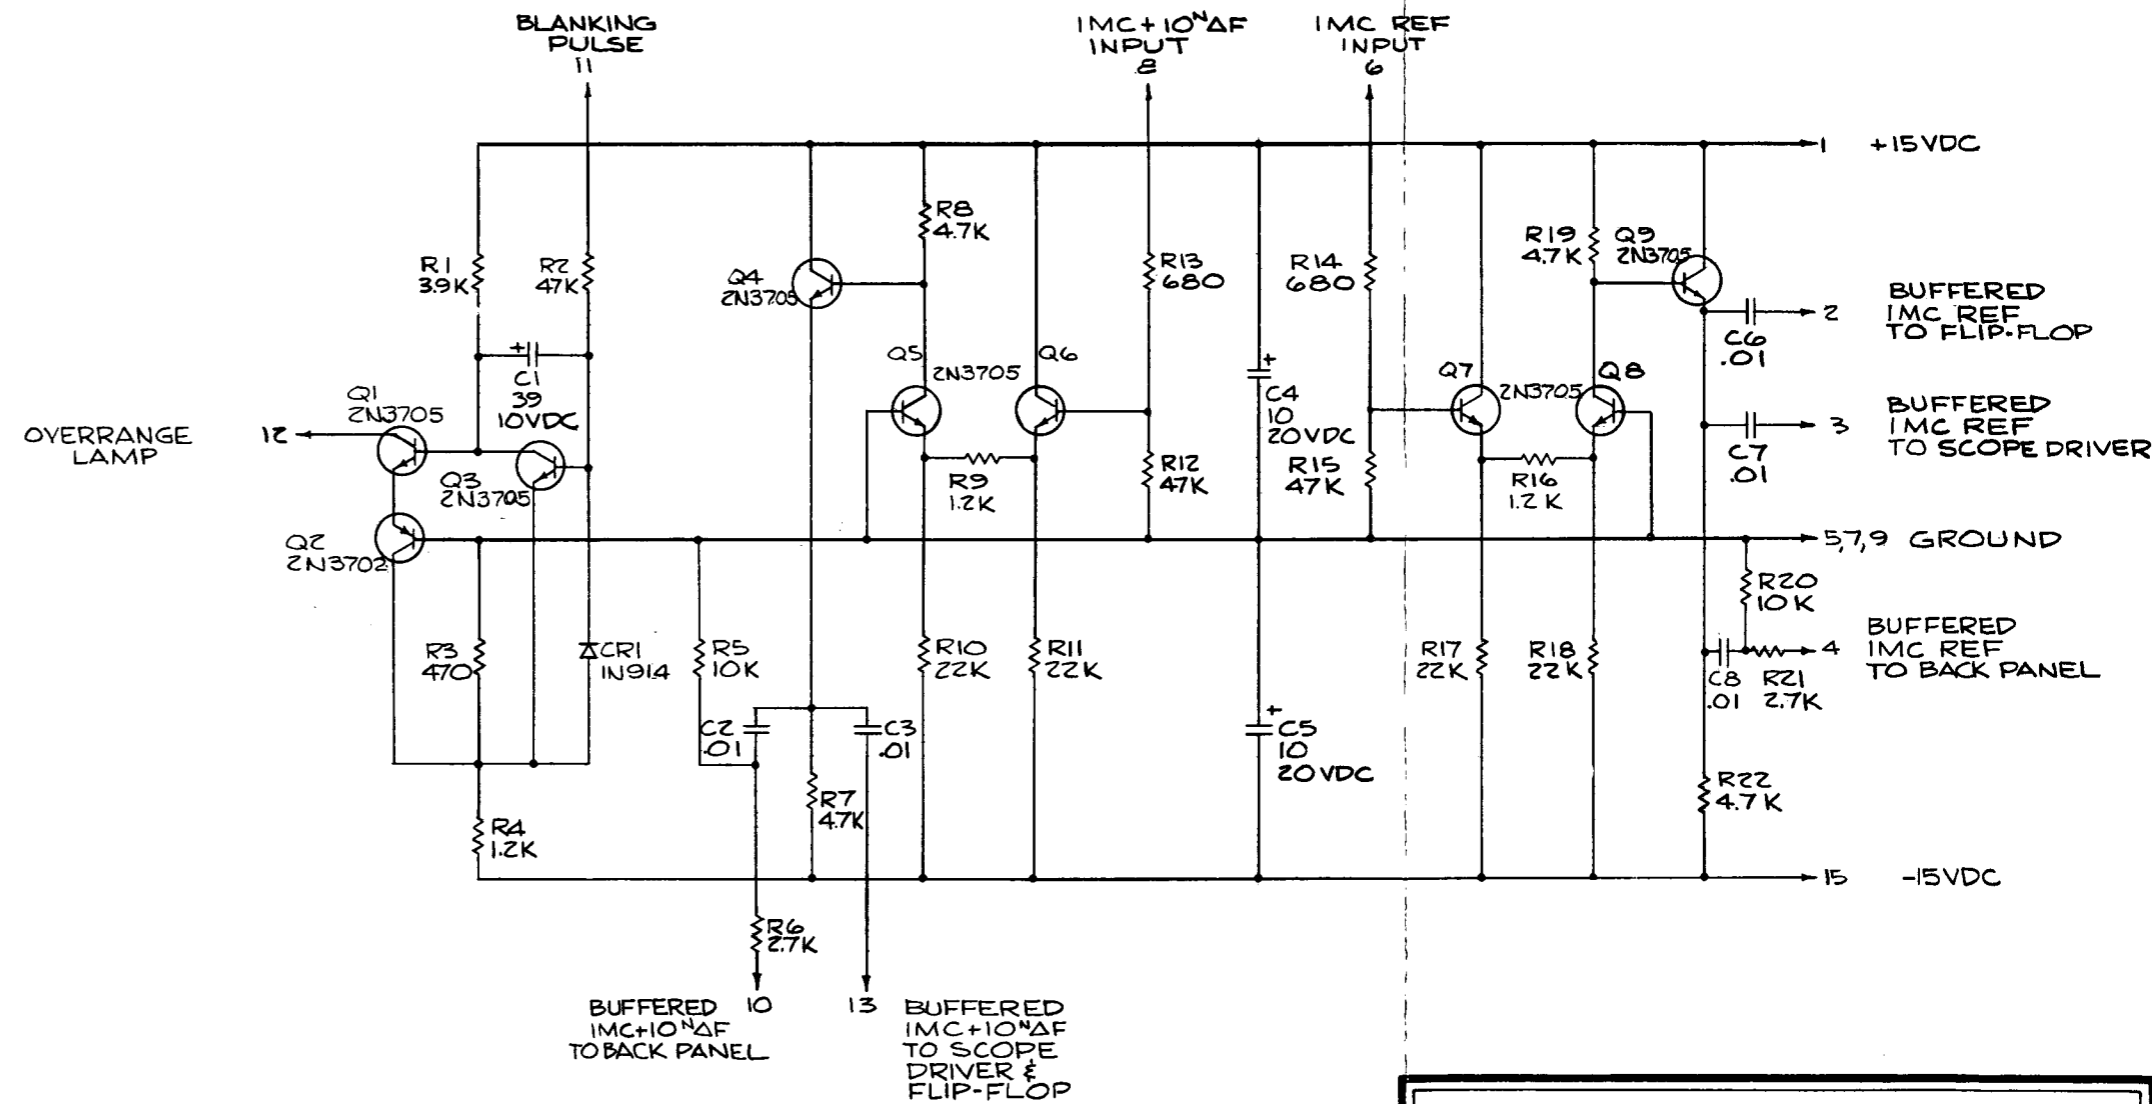 BLANKING
PULSE
11
1MC+10ᴺΔF
INPUT
8
1MC REF
INPUT
6
1 +15VDC
R8
4.7K
R1
3.9K
R2
47K
Q4
2N3705
R13
680
R14
680
R19
4.7K
Q9
2N3705
BUFFERED
1MC REF
TO FLIP-FLOP
2
C6
.01
+
C1
39
10VDC
Q5
2N3705
Q6
+
C4
10
20VDC
Q7
2N3705
Q8
Q1
2N3705
OVERRANGE
LAMP
12
BUFFERED
1MC REF
TO SCOPE DRIVER
3
C7
.01
Q3
2N3705
R9
1.2K
R12
47K
R15
47K
R16
1.2K
Q2
2N3702
5,7,9 GROUND
R20
10K
R3
470
CR1
1N914
R5
10K
R10
22K
R11
22K
R17
22K
R18
22K
BUFFERED
1MC REF
TO BACK PANEL
4
C8
.01
R21
2.7K
C2
.01
C3
.01
+
C5
10
20VDC
R7
4.7K
R22
4.7K
R4
1.2K
15 -15VDC
R6
2.7K
BUFFERED
1MC+10ᴺΔF
TO BACK PANEL
10
13
BUFFERED
1MC+10ᴺΔF
TO SCOPE
DRIVER &
FLIP-FLOP